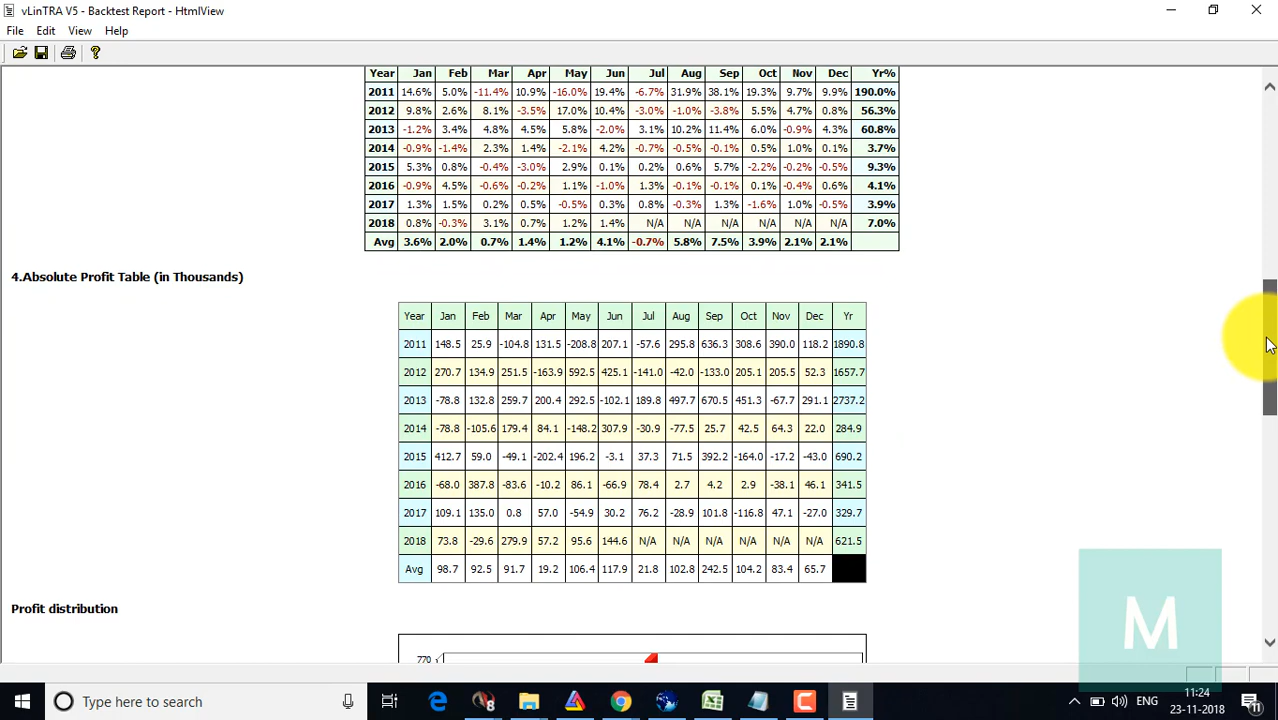 vLinTRA V5 - Backtest Report - HtmlView
File Edit View Help
Year Jan Feb Mar Apr May Jun Jul Aug Sep Oct Nov Dec Yr%
2011 14.6% 5.0% -11.4% 10.9% -16.0% 19.4% -6.7% 31.9% 38.1% 19.3% 9.7% 9.9% 190.0%
2012 9.8% 2.6% 8.1% -3.5% 17.0% 10.4% -3.0% -1.0% -3.8% 5.5% 4.7% 0.8% 56.3%
2013 -1.2% 3.4% 4.8% 4.5% 5.8% -2.0% 3.1% 10.2% 11.4% 6.0% -0.9% 4.3% 60.8%
2014 -0.9% -1.4% 2.3% 1.4% -2.1% 4.2% -0.7% -0.5% -0.1% 0.5% 1.0% 0.1% 3.7%
2015 5.3% 0.8% -0.4% -3.0% 2.9% 0.1% 0.2% 0.6% 5.7% -2.2% -0.2% -0.5% 9.3%
2016 -0.9% 4.5% -0.6% -0.2% 1.1% -1.0% 1.3% -0.1% -0.1% 0.1% -0.4% 0.6% 4.1%
2017 1.3% 1.5% 0.2% 0.5% -0.5% 0.3% 0.8% -0.3% 1.3% -1.6% 1.0% -0.5% 3.9%
2018 0.8% -0.3% 3.1% 0.7% 1.2% 1.4% N/A N/A N/A N/A N/A N/A 7.0%
Avg 3.6% 2.0% 0.7% 1.4% 1.2% 4.1% -0.7% 5.8% 7.5% 3.9% 2.1% 2.1%
4.Absolute Profit Table (in Thousands)
Year Jan Feb Mar Apr May Jun Jul Aug Sep Oct Nov Dec Yr
2011 148.5 25.9 -104.8 131.5 -208.8 207.1 -57.6 295.8 636.3 308.6 390.0 118.2 1890.8
2012 270.7 134.9 251.5 -163.9 592.5 425.1 -141.0 -42.0 -133.0 205.1 205.5 52.3 1657.7
2013 -78.8 132.8 259.7 200.4 292.5 -102.1 189.8 497.7 670.5 451.3 -67.7 291.1 2737.2
2014 -78.8 -105.6 179.4 84.1 -148.2 307.9 -30.9 -77.5 25.7 42.5 64.3 22.0 284.9
2015 412.7 59.0 -49.1 -202.4 196.2 -3.1 37.3 71.5 392.2 -164.0 -17.2 -43.0 690.2
2016 -68.0 387.8 -83.6 -10.2 86.1 -66.9 78.4 2.7 4.2 2.9 -38.1 46.1 341.5
2017 109.1 135.0 0.8 57.0 -54.9 30.2 76.2 -28.9 101.8 -116.8 47.1 -27.0 329.7
2018 73.8 -29.6 279.9 57.2 95.6 144.6 N/A N/A N/A N/A N/A N/A 621.5
Avg 98.7 92.5 91.7 19.2 106.4 117.9 21.8 102.8 242.5 104.2 83.4 65.7
Profit distribution
770
M
Type here to search
ENG
11:24
23-11-2018
11